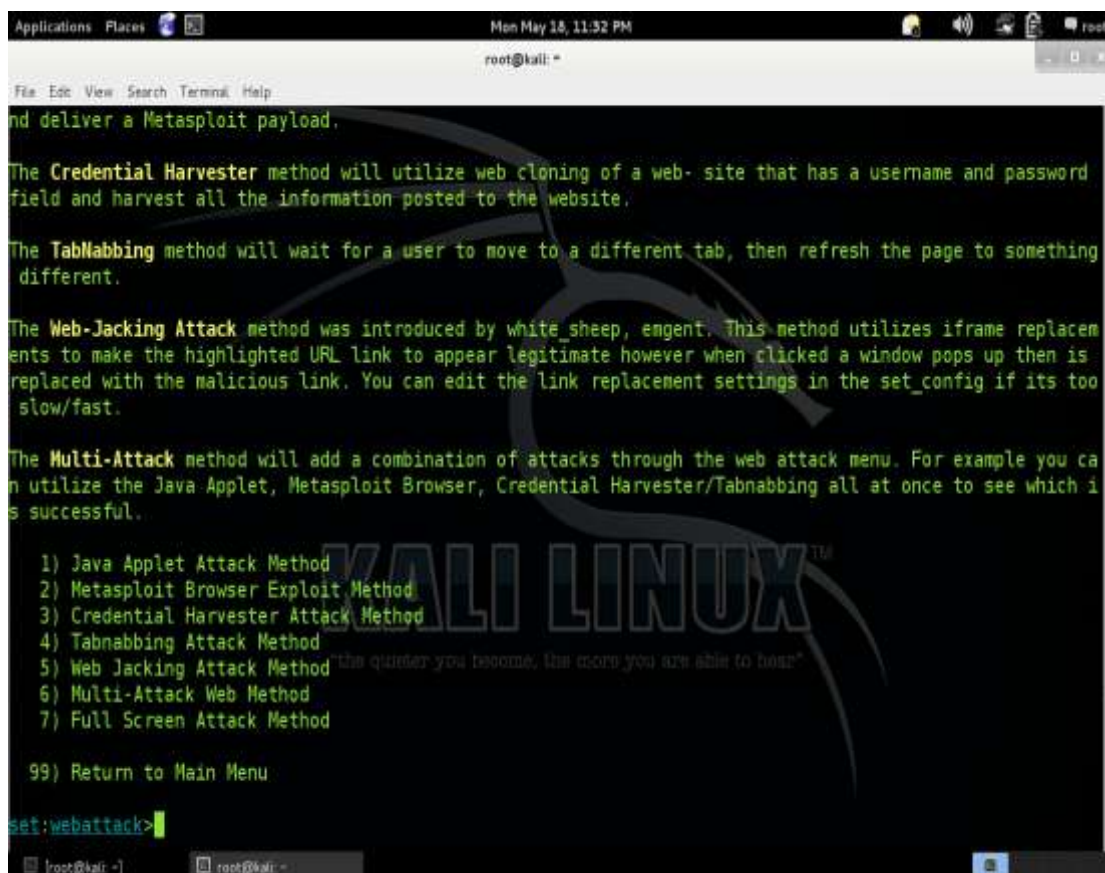 Applications Places Mon May 18, 11:32 PM root
root@kali: ~
File Edit View Search Terminal Help
nd deliver a Metasploit payload.
The Credential Harvester method will utilize web cloning of a web- site that has a username and password
field and harvest all the information posted to the website.
The TabNabbing method will wait for a user to move to a different tab, then refresh the page to something
different.
The Web-Jacking Attack method was introduced by white_sheep, emgent. This method utilizes iframe replacem
ents to make the highlighted URL link to appear legitimate however when clicked a window pops up then is
replaced with the malicious link. You can edit the link replacement settings in the set_config if its too
slow/fast.
The Multi-Attack method will add a combination of attacks through the web attack menu. For example you ca
n utilize the Java Applet, Metasploit Browser, Credential Harvester/Tabnabbing all at once to see which i
s successful.
1) Java Applet Attack Method
2) Metasploit Browser Exploit Method
3) Credential Harvester Attack Method
4) Tabnabbing Attack Method
5) Web Jacking Attack Method
6) Multi-Attack Web Method
7) Full Screen Attack Method
KALI LINUX TM
"the quieter you become, the more you are able to hear"
99) Return to Main Menu
set:webattack>
[root@kali: ~] root@kali: ~